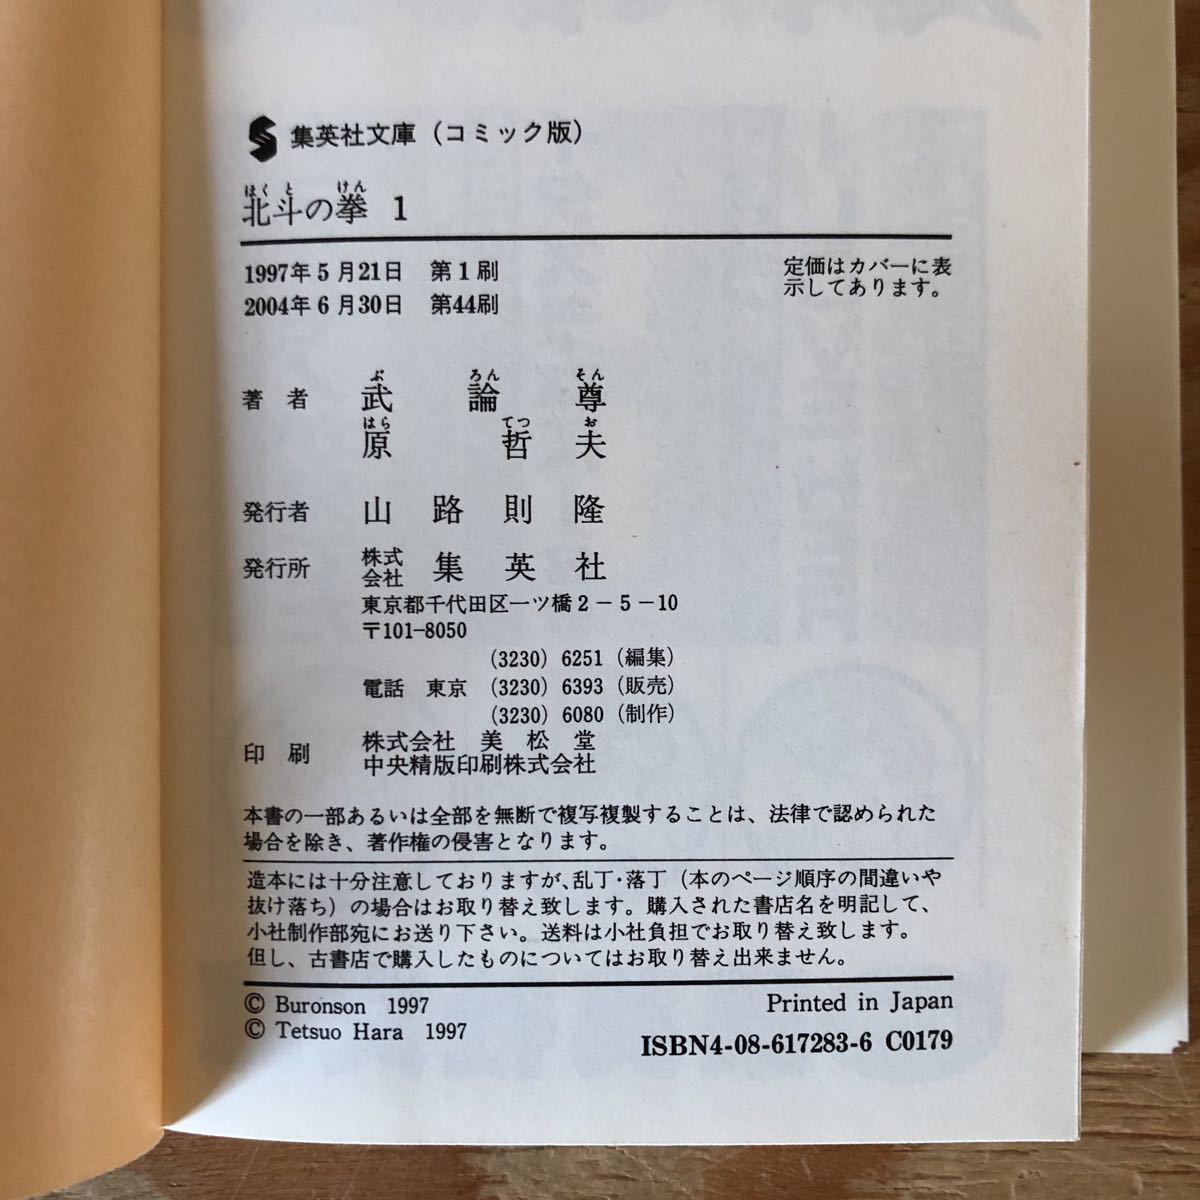 集英社文庫（コミック版）
ほくと けん
北斗の拳 1
1997年5月21日 第1刷
2004年6月30日 第44刷
定価はカバーに表
示してあります。
ぶ ろん そん
著者 武論尊
はら てつ お
原哲夫
発行者 山路則隆
発行所 株式会社 集英社
東京都千代田区一ツ橋2－5－10
〒101-8050
(3230) 6251（編集）
電話 東京 (3230) 6393（販売）
(3230) 6080（制作）
印刷 株式会社 美松堂
中央精版印刷株式会社
本書の一部あるいは全部を無断で複写複製することは、法律で認められた
場合を除き、著作権の侵害となります。
造本には十分注意しておりますが、乱丁・落丁（本のページ順序の間違いや
抜け落ち）の場合はお取り替え致します。購入された書店名を明記して、
小社制作部宛にお送り下さい。送料は小社負担でお取り替え致します。
但し、古書店で購入したものについてはお取り替え出来ません。
© Buronson 1997
© Tetsuo Hara 1997
Printed in Japan
ISBN4-08-617283-6 C0179